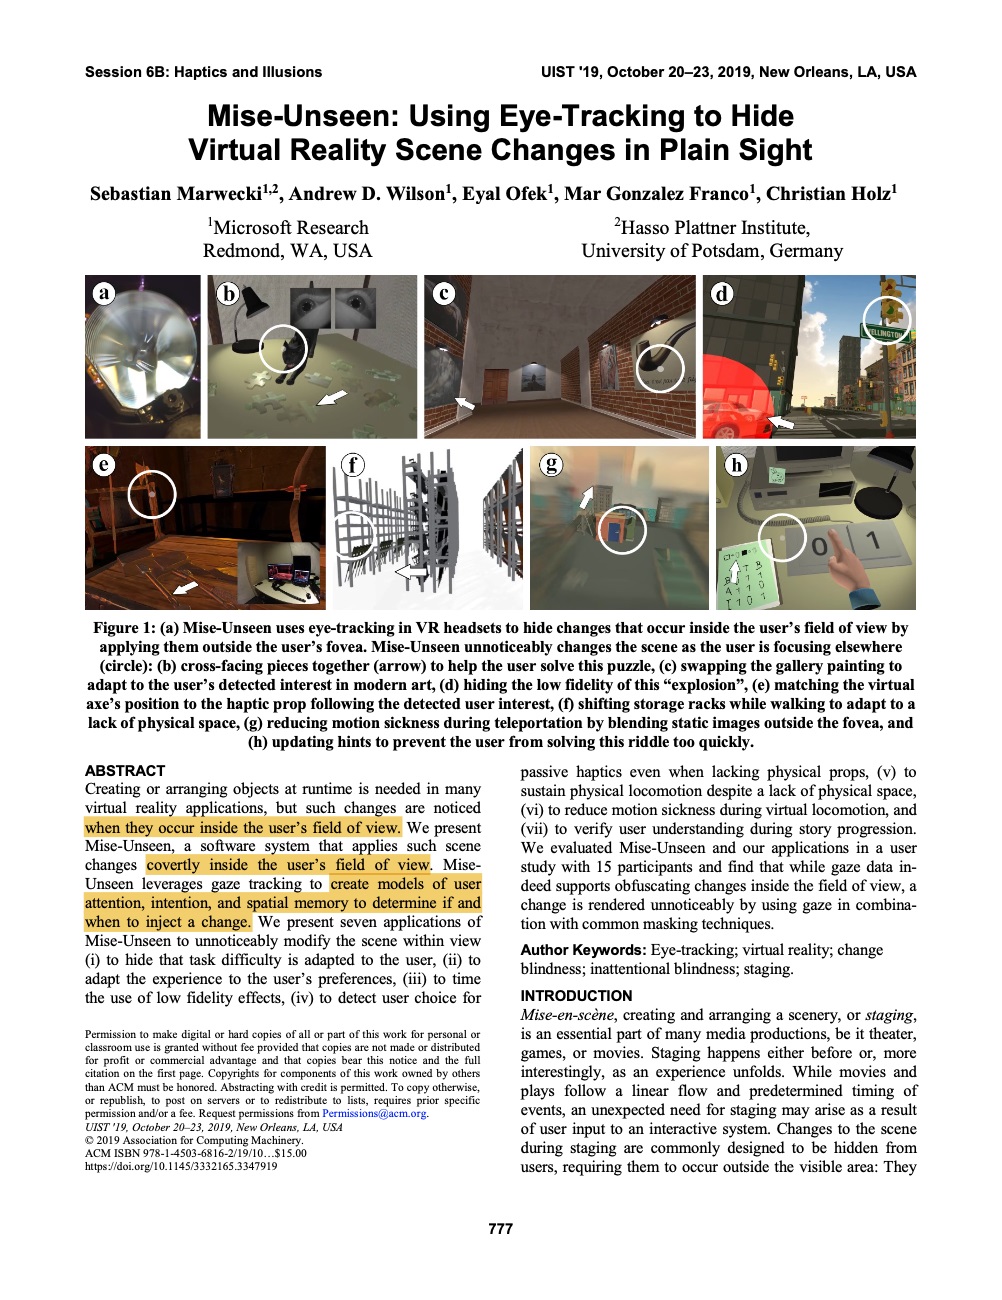 Session 6B: Haptics and Illusions
UIST '19, October 20–23, 2019, New Orleans, LA, USA
Mise-Unseen: Using Eye-Tracking to Hide
Virtual Reality Scene Changes in Plain Sight
Sebastian Marwecki1,2, Andrew D. Wilson1, Eyal Ofek1, Mar Gonzalez Franco1, Christian Holz1
1Microsoft Research
Redmond, WA, USA
2Hasso Plattner Institute,
University of Potsdam, Germany
a
b
c
d
WELLINGTON
e
f
g
h
0 1
Figure 1: (a) Mise-Unseen uses eye-tracking in VR headsets to hide changes that occur inside the user's field of view by
applying them outside the user's fovea. Mise-Unseen unnoticeably changes the scene as the user is focusing elsewhere
(circle): (b) cross-facing pieces together (arrow) to help the user solve this puzzle, (c) swapping the gallery painting to
adapt to the user's detected interest in modern art, (d) hiding the low fidelity of this “explosion”, (e) matching the virtual
axe's position to the haptic prop following the detected user interest, (f) shifting storage racks while walking to adapt to a
lack of physical space, (g) reducing motion sickness during teleportation by blending static images outside the fovea, and
(h) updating hints to prevent the user from solving this riddle too quickly.
ABSTRACT
Creating or arranging objects at runtime is needed in many
virtual reality applications, but such changes are noticed
when they occur inside the user's field of view. We present
Mise-Unseen, a software system that applies such scene
changes covertly inside the user's field of view. Mise-
Unseen leverages gaze tracking to create models of user
attention, intention, and spatial memory to determine if and
when to inject a change. We present seven applications of
Mise-Unseen to unnoticeably modify the scene within view
(i) to hide that task difficulty is adapted to the user, (ii) to
adapt the experience to the user's preferences, (iii) to time
the use of low fidelity effects, (iv) to detect user choice for
Permission to make digital or hard copies of all or part of this work for personal or
classroom use is granted without fee provided that copies are not made or distributed
for profit or commercial advantage and that copies bear this notice and the full
citation on the first page. Copyrights for components of this work owned by others
than ACM must be honored. Abstracting with credit is permitted. To copy otherwise,
or republish, to post on servers or to redistribute to lists, requires prior specific
permission and/or a fee. Request permissions from Permissions@acm.org.
UIST '19, October 20–23, 2019, New Orleans, LA, USA
© 2019 Association for Computing Machinery.
ACM ISBN 978-1-4503-6816-2/19/10…$15.00
https://doi.org/10.1145/3332165.3347919
passive haptics even when lacking physical props, (v) to
sustain physical locomotion despite a lack of physical space,
(vi) to reduce motion sickness during virtual locomotion, and
(vii) to verify user understanding during story progression.
We evaluated Mise-Unseen and our applications in a user
study with 15 participants and find that while gaze data in-
deed supports obfuscating changes inside the field of view, a
change is rendered unnoticeably by using gaze in combina-
tion with common masking techniques.
Author Keywords: Eye-tracking; virtual reality; change
blindness; inattentional blindness; staging.
INTRODUCTION
Mise-en-scène, creating and arranging a scenery, or staging,
is an essential part of many media productions, be it theater,
games, or movies. Staging happens either before or, more
interestingly, as an experience unfolds. While movies and
plays follow a linear flow and predetermined timing of
events, an unexpected need for staging may arise as a result
of user input to an interactive system. Changes to the scene
during staging are commonly designed to be hidden from
users, requiring them to occur outside the visible area: They
777